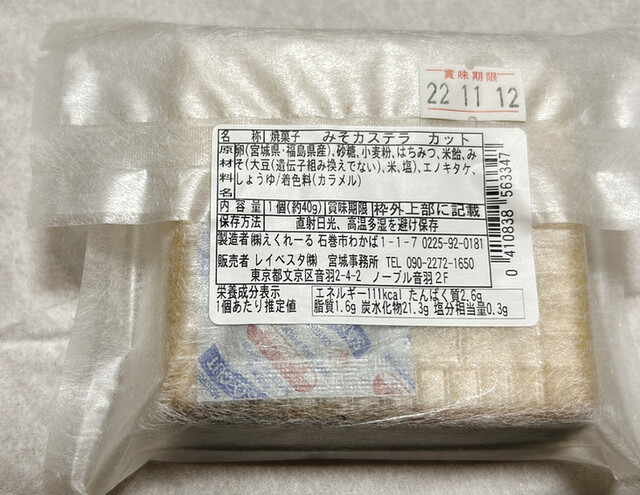 賞味期限
22 11 12
名 称 焼菓子 みそカステラ カット
原材料名 卵(宮城県・福島県産)、砂糖、小麦粉、はちみつ、米飴、み
そ(大豆(遺伝子組み換えでない)、米、塩)、エノキタケ、
しょうゆ/着色料(カラメル)
内 容 量 1個(約40g) 賞味期限 枠外上部に記載
保存方法 直射日光、高温多湿を避け保存
製造者 ㈱えくれーる 石巻市わかば1-1-7 0225-92-0181
販売者 レイベスタ㈱ 宮城事務所 TEL 090-2272-1650
東京都文京区音羽2-4-2 ノーブル音羽2F
栄養成分表示 エネルギー111kcal たんぱく質2.6g
1個あたり推定値 脂質1.6g 炭水化物21.3g 塩分相当量0.3g
0 410838 563347